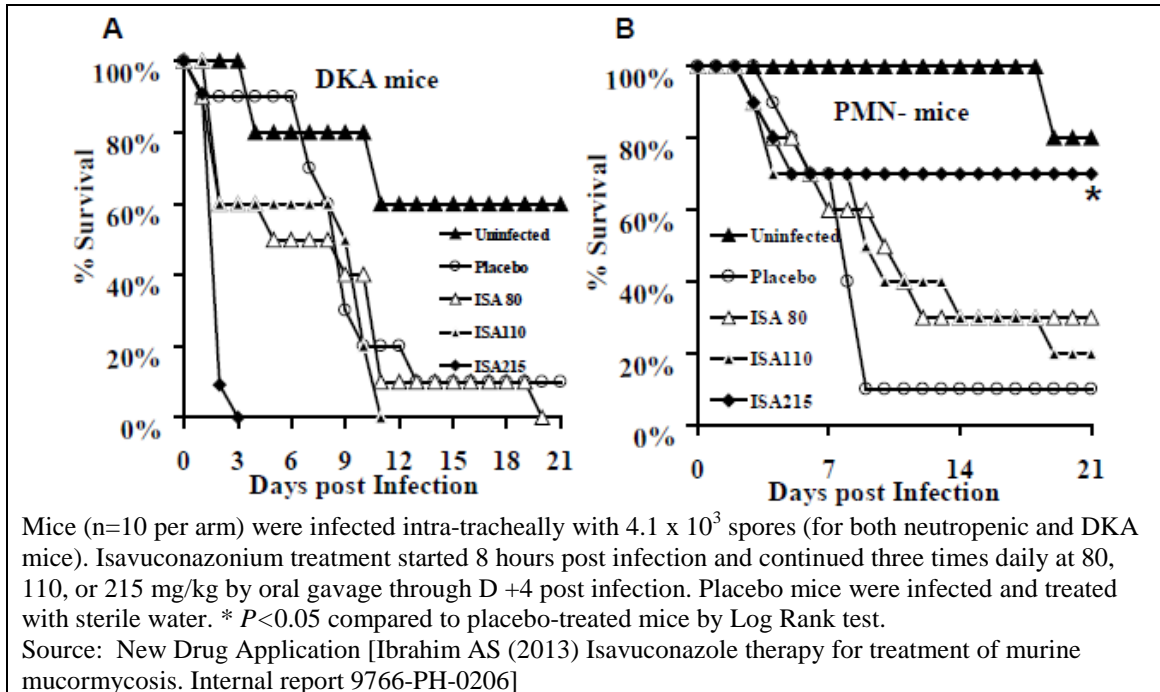 A
100%
80%
60%
40%
20%
0%
% Survival
DKA mice
Uninfected
Placebo
ISA 80
ISA110
ISA215
0 3 6 9 12 15 18 21
Days post Infection
B
100%
80%
60%
40%
20%
0%
% Survival
PMN- mice
*
Uninfected
Placebo
ISA 80
ISA110
ISA215
0 7 14 21
Days post Infection
Mice (n=10 per arm) were infected intra-tracheally with 4.1 x 10³ spores (for both neutropenic and DKA
mice). Isavuconazonium treatment started 8 hours post infection and continued three times daily at 80,
110, or 215 mg/kg by oral gavage through D +4 post infection. Placebo mice were infected and treated
with sterile water. * P<0.05 compared to placebo-treated mice by Log Rank test.
Source: New Drug Application [Ibrahim AS (2013) Isavuconazole therapy for treatment of murine
mucormycosis. Internal report 9766-PH-0206]